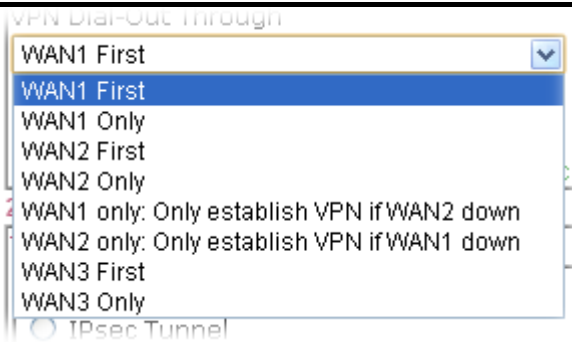 VPN Dial-Out Through
WAN1 First
WAN1 First
WAN1 Only
WAN2 First
WAN2 Only
WAN1 only: Only establish VPN if WAN2 down
WAN2 only: Only establish VPN if WAN1 down
WAN3 First
WAN3 Only
IPsec Tunnel